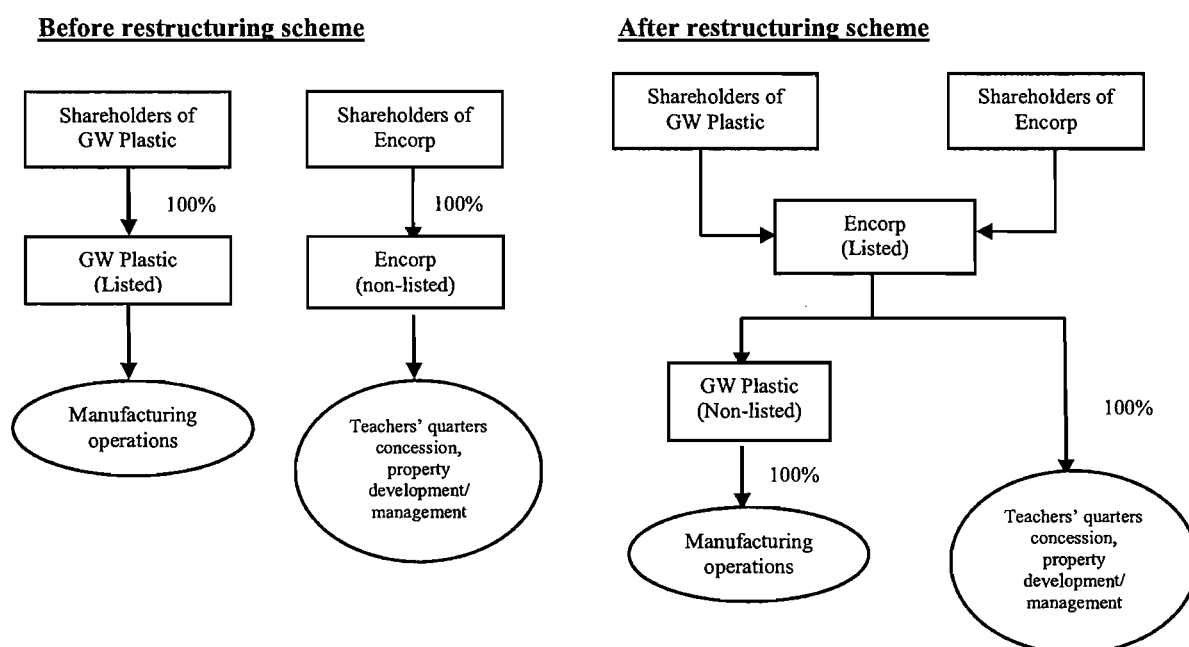 Before restructuring scheme
Shareholders of
GW Plastic
Shareholders of
Encorp
100%
100%
GW Plastic
(Listed)
Encorp
(non-listed)
Manufacturing
operations
Teachers' quarters
concession,
property
development/
management
After restructuring scheme
Shareholders of
GW Plastic
Shareholders of
Encorp
Encorp
(Listed)
GW Plastic
(Non-listed)
100%
100%
Manufacturing
operations
Teachers' quarters
concession,
property
development/
management